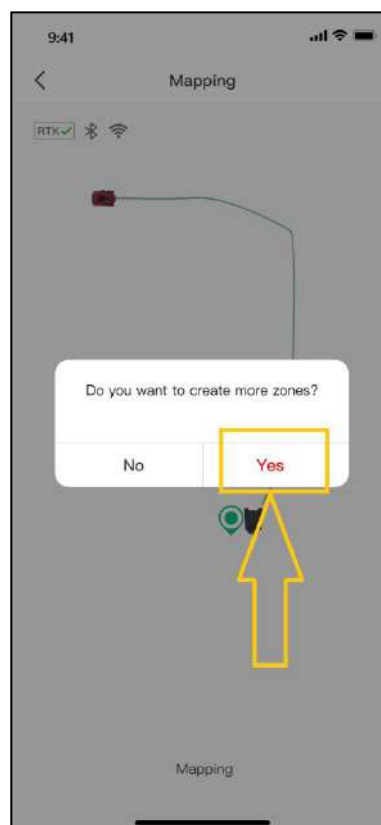 9:41
Mapping
RTK✓
Do you want to create more zones?
No
Yes
Mapping